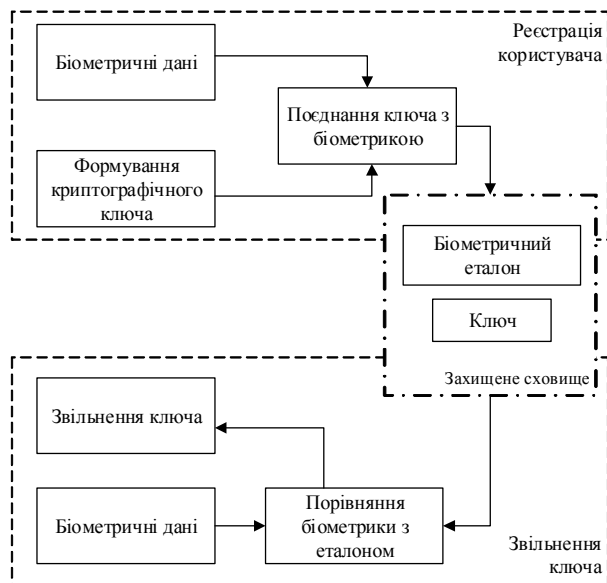 Реєстрація
користувача
Біометричні дані
Поєднання ключа з
біометрикою
Формування
криптографічного
ключа
Біометричний
еталон
Ключ
Захищене сховище
Звільнення ключа
Біометричні дані
Порівняння
біометрики з
еталоном
Звільнення
ключа